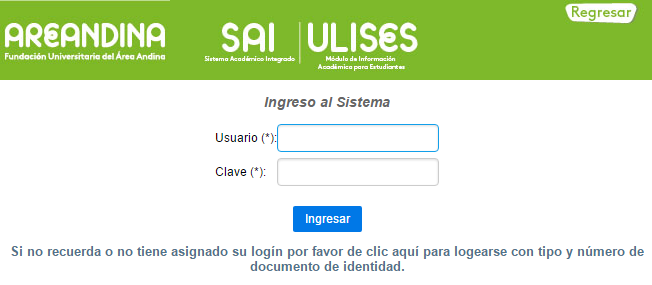 Regresar
AREANDINA
Fundación Universitaria del Área Andina
SAI
Sistema Académico Integrado
ULISES
Módulo de Información
Académica para Estudiantes
Ingreso al Sistema
Usuario (*):
Clave (*):
Ingresar
Si no recuerda o no tiene asignado su logín por favor de clic aquí para logearse con tipo y número de
documento de identidad.